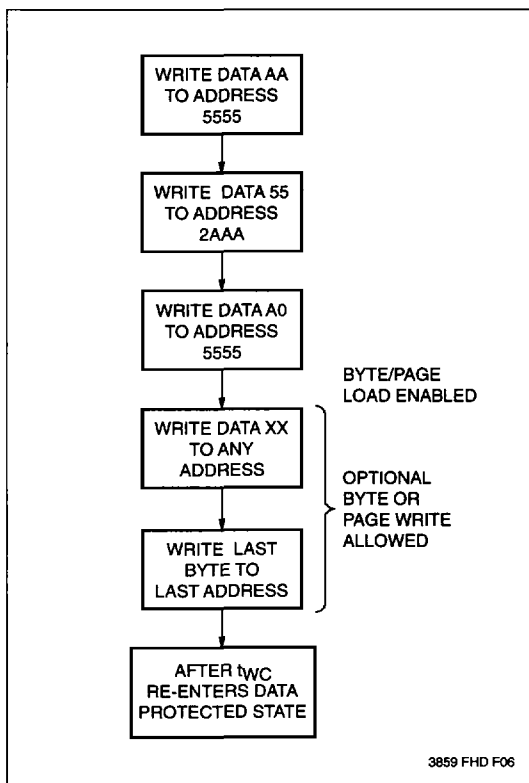 WRITE DATA AA
TO ADDRESS
5555
WRITE DATA 55
TO ADDRESS
2AAA
WRITE DATA A0
TO ADDRESS
5555
BYTE/PAGE
LOAD ENABLED
WRITE DATA XX
TO ANY
ADDRESS
OPTIONAL
BYTE OR
PAGE WRITE
ALLOWED
WRITE LAST
BYTE TO
LAST ADDRESS
AFTER tWC
RE-ENTERS DATA
PROTECTED STATE
3859 FHD F06